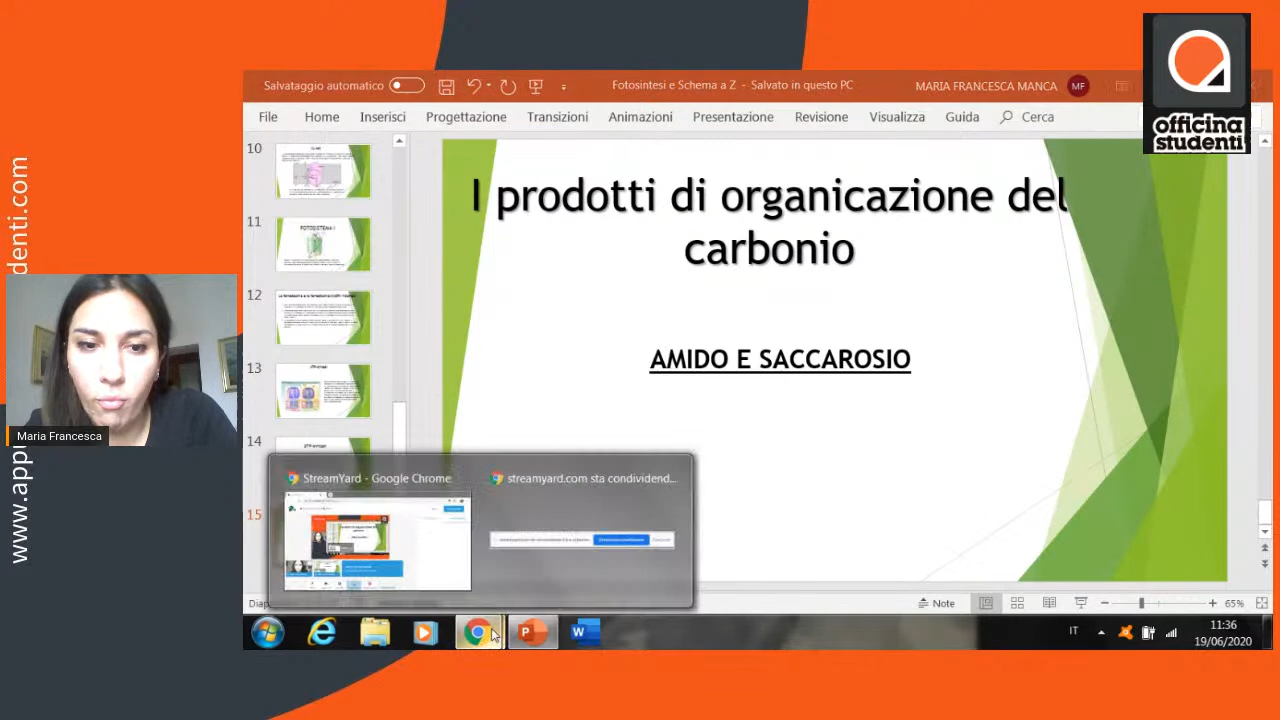 officina
studenti
Salvataggio automatico
Fotosintesi e Schema a Z - Salvato in questo PC
MARIA FRANCESCA MANCA
MF
File Home Inserisci Progettazione Transizioni Animazioni Presentazione Revisione Visualizza Guida Cerca
10
11
FOTOSISTEMA I
12
13
14
15
I prodotti di organicazione del
carbonio
AMIDO E SACCAROSIO
www.app
denti.com
Maria Francesca
StreamYard - Google Chrome
streamyard.com sta condividend...
Diap
Note
65%
IT
11:36
19/06/2020